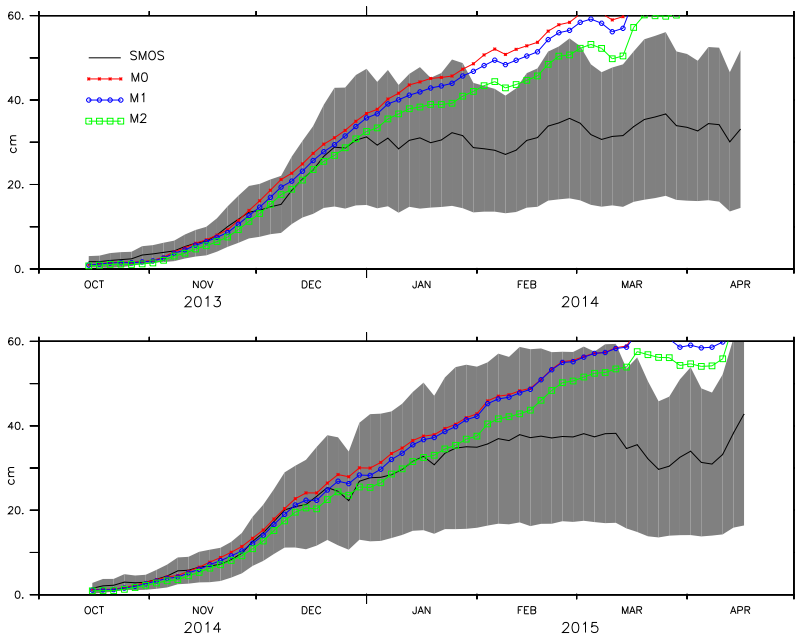 60.
40.
20.
0.
cm
SMOS
M0
M1
M2
OCT NOV DEC JAN FEB MAR APR
2013 2014
60.
40.
20.
0.
cm
OCT NOV DEC JAN FEB MAR APR
2014 2015